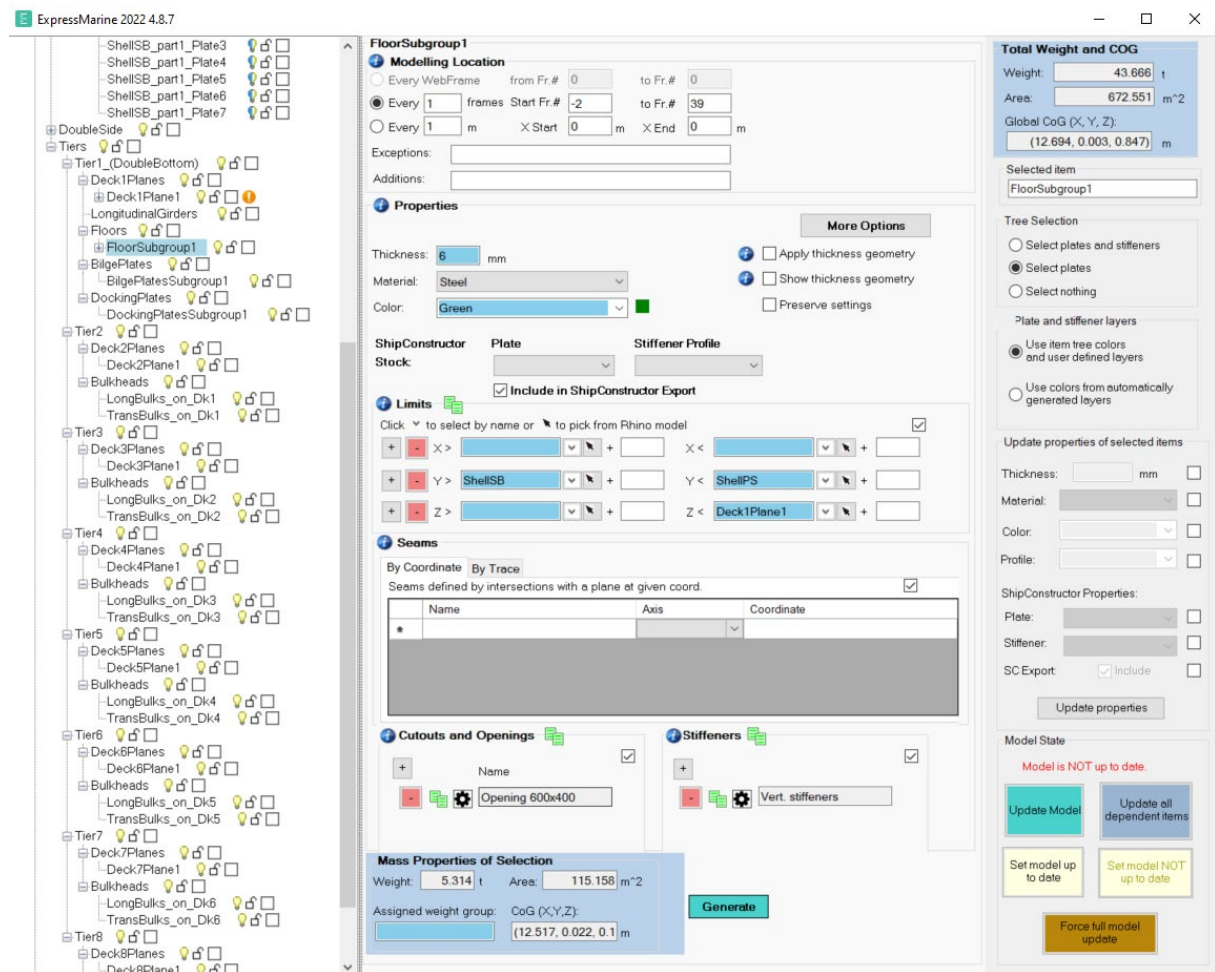 ExpressMarine 2022 4.8.7
ShellSB_part1_Plate3
ShellSB_part1_Plate4
ShellSB_part1_Plate5
ShellSB_part1_Plate6
ShellSB_part1_Plate7
DoubleSide
Tiers
Tier1_(DoubleBottom)
Deck1Planes
Deck1Plane1
LongitudinalGirders
Floors
FloorSubgroup1
BilgePlates
BilgePlatesSubgroup1
DockingPlates
DockingPlatesSubgroup1
Tier2
Deck2Planes
Deck2Plane1
Bulkheads
LongBulks_on_Dk1
TransBulks_on_Dk1
Tier3
Deck3Planes
Deck3Plane1
Bulkheads
LongBulks_on_Dk2
TransBulks_on_Dk2
Tier4
Deck4Planes
Deck4Plane1
Bulkheads
LongBulks_on_Dk3
TransBulks_on_Dk3
Tier5
Deck5Planes
Deck5Plane1
Bulkheads
LongBulks_on_Dk4
TransBulks_on_Dk4
Tier6
Deck6Planes
Deck6Plane1
Bulkheads
LongBulks_on_Dk5
TransBulks_on_Dk5
Tier7
Deck7Planes
Deck7Plane1
Bulkheads
LongBulks_on_Dk6
TransBulks_on_Dk6
Tier8
Deck8Planes
Deck8Plane1
FloorSubgroup1
Modelling Location
Every WebFrame from Fr.# 0 to Fr.# 0
Every 1 frames Start Fr.# -2 to Fr.# 39
Every 1 m X Start 0 m X End 0 m
Exceptions:
Additions:
Properties
More Options
Thickness: 6 mm
Apply thickness geometry
Material: Steel
Show thickness geometry
Color: Green
Preserve settings
ShipConstructor Plate Stiffener Profile
Stock:
Include in ShipConstructor Export
Limits
Click to select by name or to pick from Rhino model
+ - X > + X < +
+ - Y > ShellSB + Y < ShellPS +
+ - Z > + Z < Deck1Plane1 +
Seams
By Coordinate By Trace
Seams defined by intersections with a plane at given coord.
Name Axis Coordinate
*
Cutouts and Openings
+ Name
- Opening 600x400
Stiffeners
+
- Vert. stiffeners
Mass Properties of Selection
Weight: 5.314 t Area: 115.158 m^2
Assigned weight group: CoG (X,Y,Z):
(12.517, 0.022, 0.1 m
Generate
Total Weight and COG
Weight: 43.666 t
Area: 672.551 m^2
Global CoG (X, Y, Z):
(12.694, 0.003, 0.847) m
Selected item
FloorSubgroup1
Tree Selection
Select plates and stiffeners
Select plates
Select nothing
Plate and stiffener layers
Use item tree colors
and user defined layers
Use colors from automatically
generated layers
Update properties of selected items
Thickness: mm
Material:
Color:
Profile:
ShipConstructor Properties:
Plate:
Stiffener:
SC Export: Include
Update properties
Model State
Model is NOT up to date.
Update Model
Update all
dependent items
Set model up
to date
Set model NOT
up to date
Force full model
update